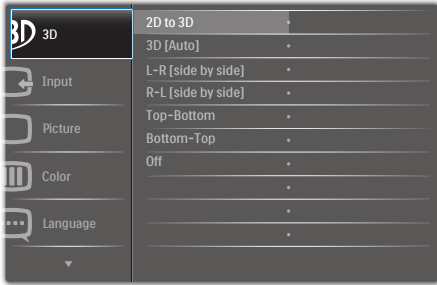 3D
3D
Input
Picture
Color
Language
2D to 3D
3D [Auto]
L-R [side by side]
R-L [side by side]
Top-Bottom
Bottom-Top
Off